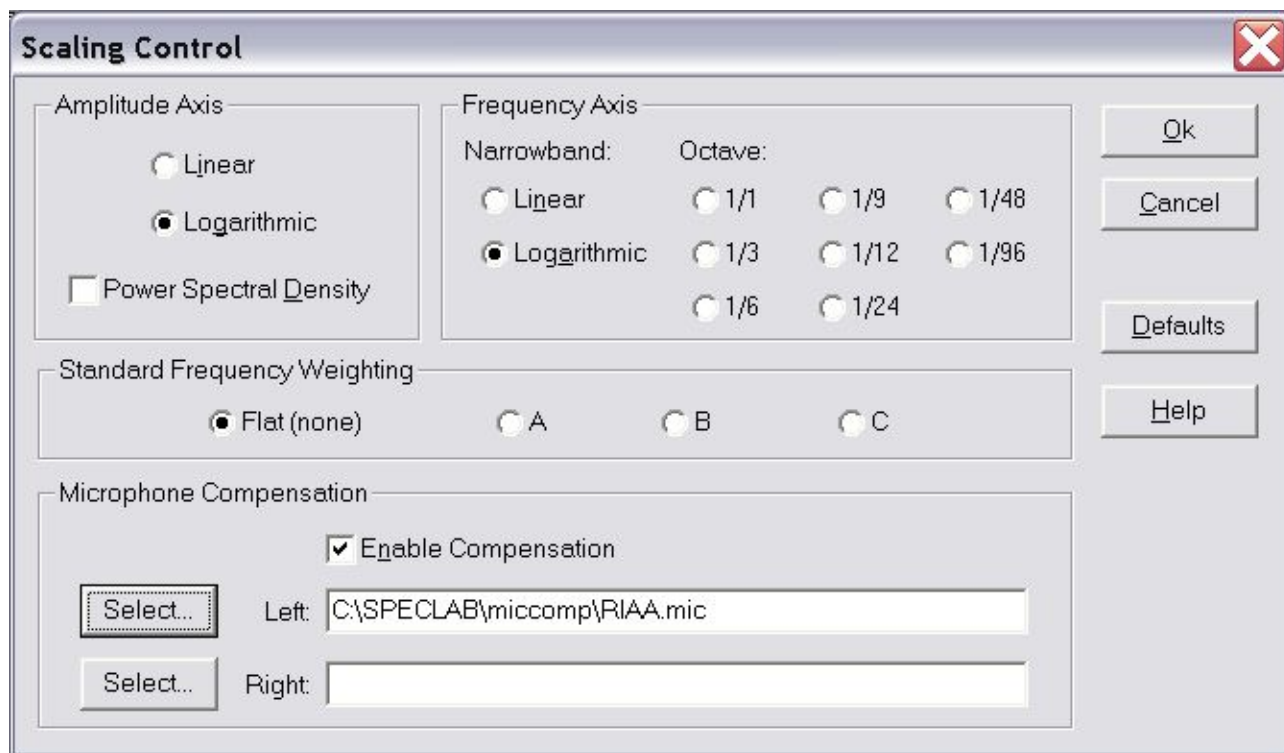 Scaling Control
Amplitude Axis
Linear
Logarithmic
Power Spectral Density
Frequency Axis
Narrowband: Octave:
Linear 1/1 1/9 1/48
Logarithmic 1/3 1/12 1/96
1/6 1/24
Ok
Cancel
Defaults
Help
Standard Frequency Weighting
Flat (none) A B C
Microphone Compensation
Enable Compensation
Select... Left: C:\SPECLAB\miccomp\RIAA.mic
Select... Right: